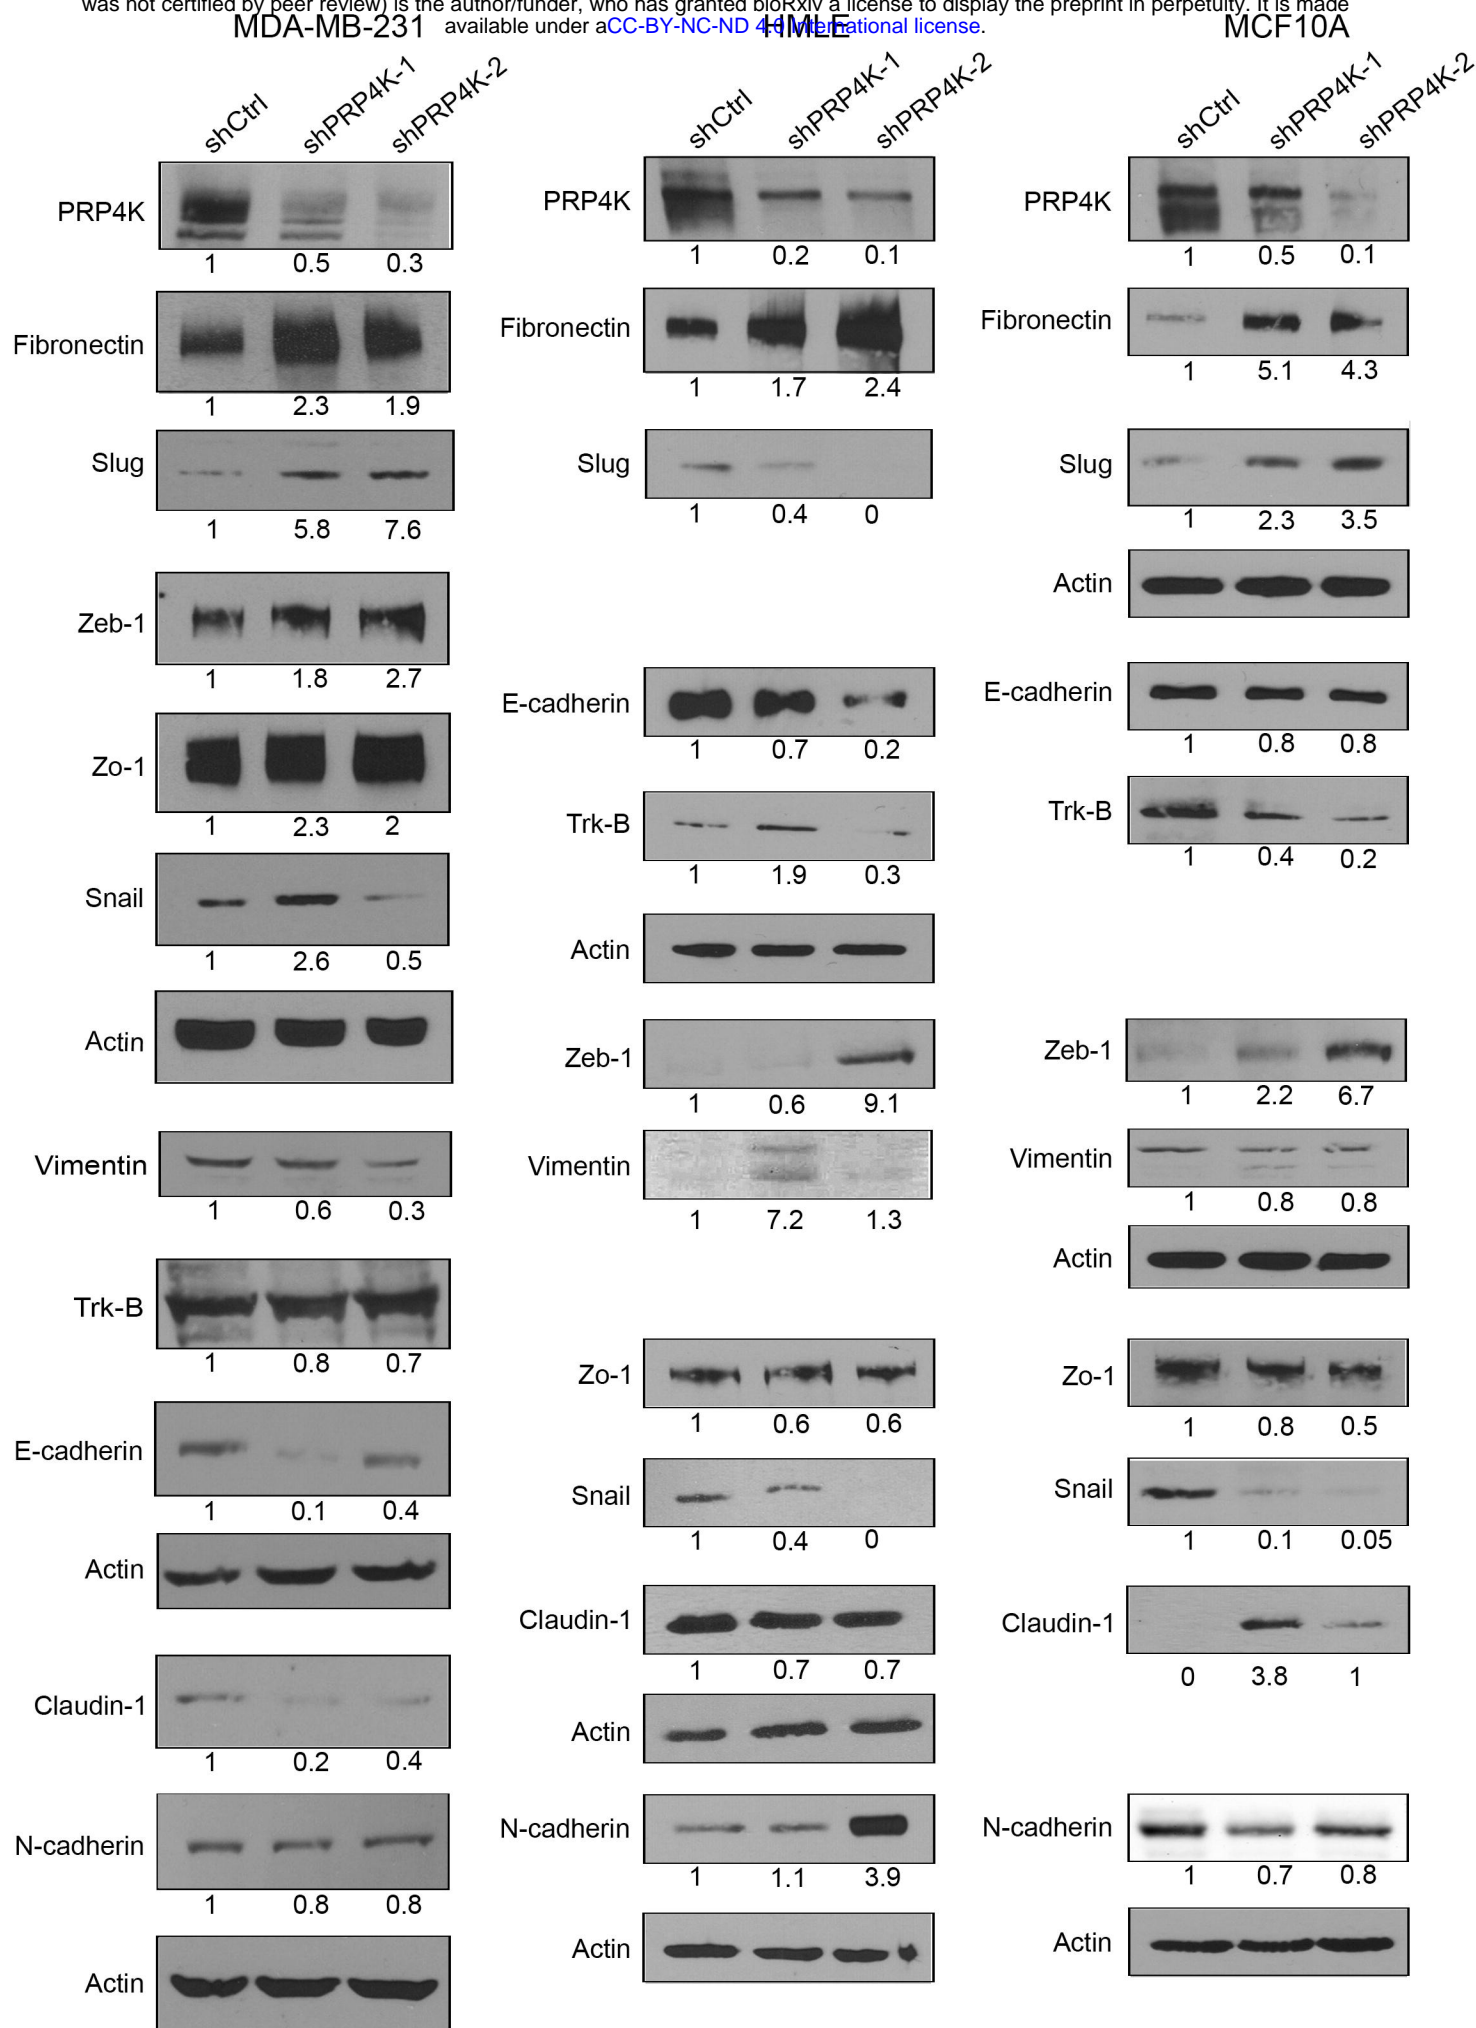 was not certified by peer review) is the author/funder, who has granted bioRxiv a license to display the preprint in perpetuity. It is made
available under aCC-BY-NC-ND 4.0 International license.
MDA-MB-231
shCtrl
shPRP4K-1
shPRP4K-2
PRP4K
1 0.5 0.3
Fibronectin
1 2.3 1.9
Slug
1 5.8 7.6
Zeb-1
1 1.8 2.7
Zo-1
1 2.3 2
Snail
1 2.6 0.5
Actin
Vimentin
1 0.6 0.3
Trk-B
1 0.8 0.7
E-cadherin
1 0.1 0.4
Actin
Claudin-1
1 0.2 0.4
N-cadherin
1 0.8 0.8
Actin
HMLE
shCtrl
shPRP4K-1
shPRP4K-2
PRP4K
1 0.2 0.1
Fibronectin
1 1.7 2.4
Slug
1 0.4 0
E-cadherin
1 0.7 0.2
Trk-B
1 1.9 0.3
Actin
Zeb-1
1 0.6 9.1
Vimentin
1 7.2 1.3
Zo-1
1 0.6 0.6
Snail
1 0.4 0
Claudin-1
1 0.7 0.7
Actin
N-cadherin
1 1.1 3.9
Actin
MCF10A
shCtrl
shPRP4K-1
shPRP4K-2
PRP4K
1 0.5 0.1
Fibronectin
1 5.1 4.3
Slug
1 2.3 3.5
Actin
E-cadherin
1 0.8 0.8
Trk-B
1 0.4 0.2
Zeb-1
1 2.2 6.7
Vimentin
1 0.8 0.8
Actin
Zo-1
1 0.8 0.5
Snail
1 0.1 0.05
Claudin-1
0 3.8 1
N-cadherin
1 0.7 0.8
Actin